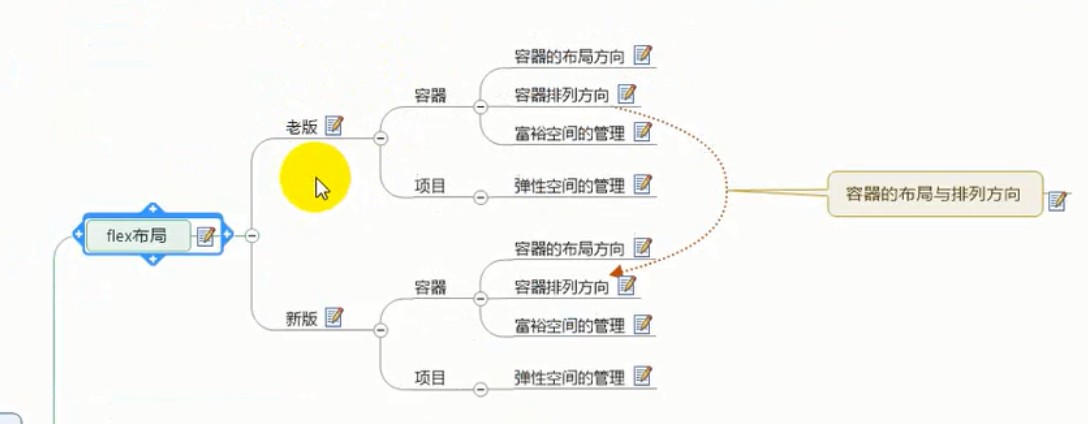 容器的布局方向
容器
容器排列方向
老版
富裕空间的管理
项目
弹性空间的管理
容器的布局与排列方向
flex布局
容器的布局方向
容器
容器排列方向
新版
富裕空间的管理
项目
弹性空间的管理